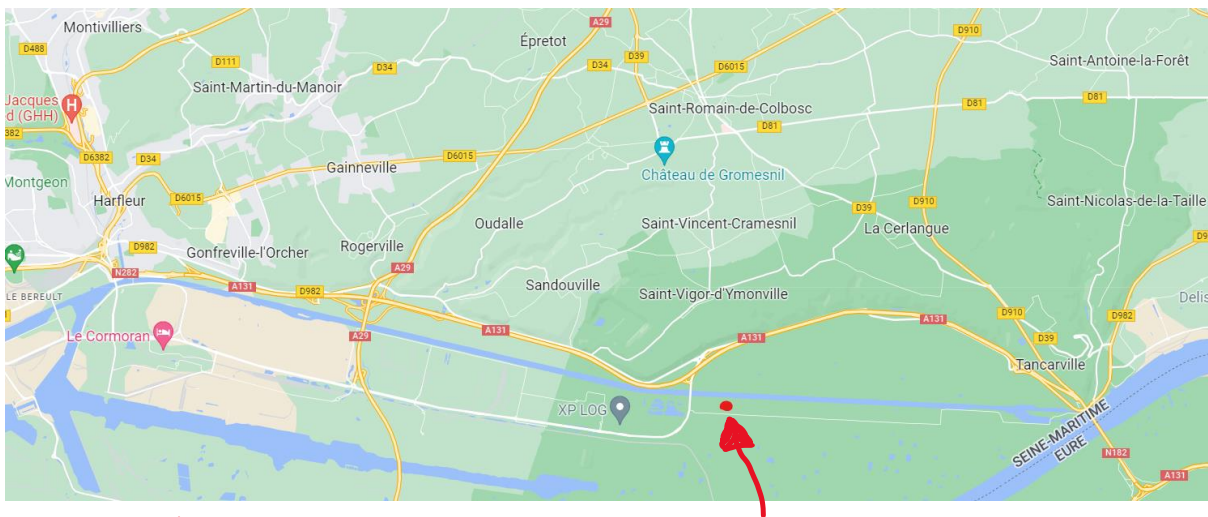 Montivilliers
A29
Épretot
D910
D488
D111
D34
D34
D39
D6015
Saint-Antoine-la-Forêt
Saint-Martin-du-Manoir
Jacques
d (GHH)
H
D81
D81
Saint-Romain-de-Colbosc
D81
382
D6382
D34
D6015
Gainneville
Château de Gromesnil
Montgeon
Harfleur
D6015
D39
D910
Saint-Nicolas-de-la-Taille
Oudalle
Saint-Vincent-Cramesnil
La Cerlangue
D982
Gonfreville-l'Orcher
Rogerville
D9
N282
A29
A131
D982
Sandouville
Saint-Vigor-d'Ymonville
LE BEREULT
Delis
A131
A131
A131
D910
D982
Le Cormoran
A29
D39
Tancarville
XP LOG
SEINE-MARITIME
EURE
N182
A131